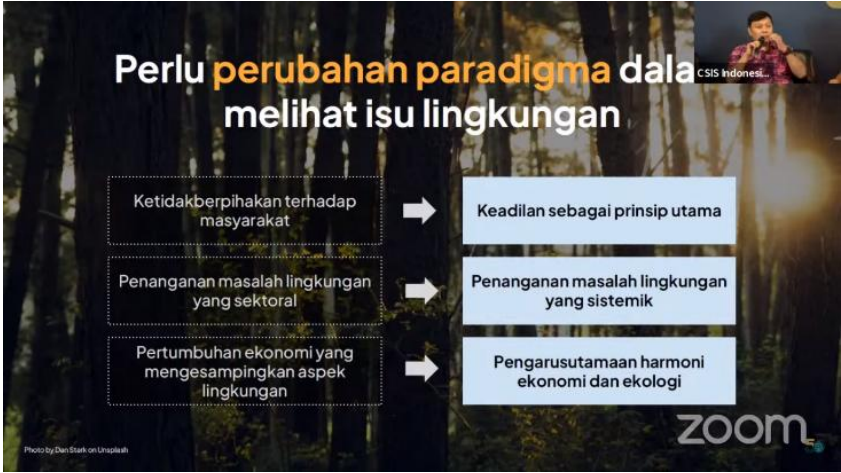 Perlu perubahan paradigma dala
melihat isu lingkungan
CSIS Indonesi...
Ketidakberpihakan terhadap
masyarakat
Keadilan sebagai prinsip utama
Penanganan masalah lingkungan
yang sektoral
Penanganan masalah lingkungan
yang sistemik
Pertumbuhan ekonomi yang
mengesampingkan aspek
lingkungan
Pengarusutamaan harmoni
ekonomi dan ekologi
zoom
Photo by Dan Stark on Unsplash